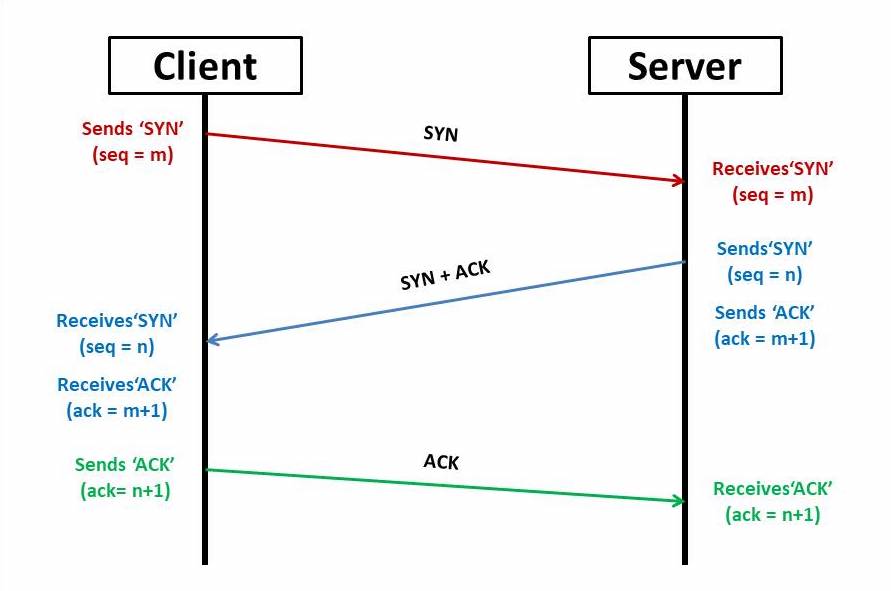 Client
Server
Sends ‘SYN’
(seq = m)
SYN
Receives‘SYN’
(seq = m)
Sends‘SYN’
(seq = n)
SYN + ACK
Sends ‘ACK’
(ack = m+1)
Receives‘SYN’
(seq = n)
Receives‘ACK’
(ack = m+1)
Sends ‘ACK’
(ack= n+1)
ACK
Receives‘ACK’
(ack = n+1)